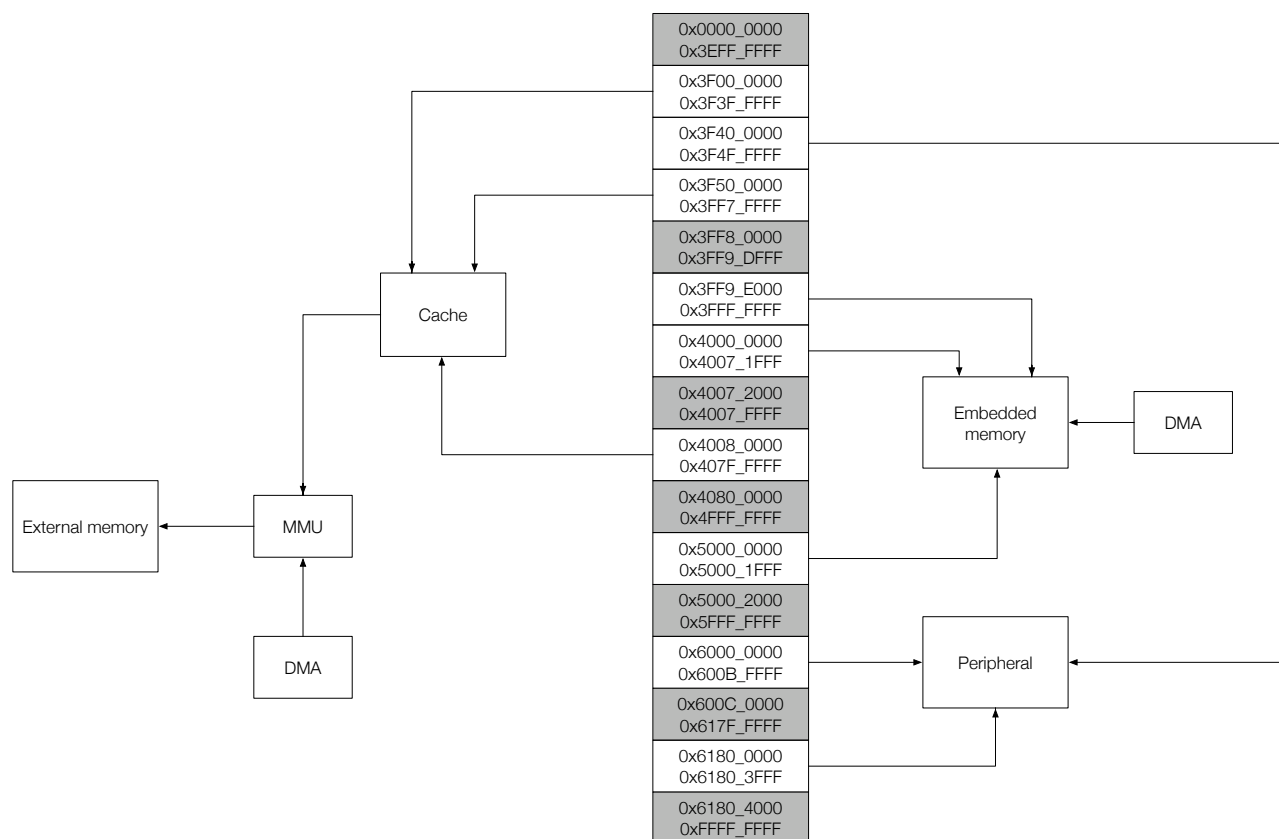 0x0000_0000
0x3EFF_FFFF
0x3F00_0000
0x3F3F_FFFF
0x3F40_0000
0x3F4F_FFFF
0x3F50_0000
0x3FF7_FFFF
0x3FF8_0000
0x3FF9_DFFF
0x3FF9_E000
0x3FFF_FFFF
0x4000_0000
0x4007_1FFF
0x4007_2000
0x4007_FFFF
0x4008_0000
0x407F_FFFF
0x4080_0000
0x4FFF_FFFF
0x5000_0000
0x5000_1FFF
0x5000_2000
0x5FFF_FFFF
0x6000_0000
0x600B_FFFF
0x600C_0000
0x617F_FFFF
0x6180_0000
0x6180_3FFF
0x6180_4000
0xFFFF_FFFF
Cache
External memory
MMU
DMA
Embedded
memory
DMA
Peripheral